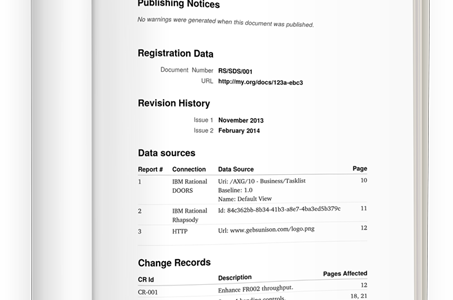 Publishing Notices
No warnings were generated when this document was published.
Registration Data
Document Number RS/SDS/001
URL http://my.org/docs/123a-ebc3
Revision History
Issue 1 November 2013
Issue 2 February 2014
Data sources
Report # Connection Data Source Page
1 IBM Rational Uri: /AXG/10 - Business/Tasklist 10
DOORS Baseline: 1.0
Name: Default View
2 IBM Rational Id: 84c362bb-8b34-41b3-a8e7-4ba3ed5b379c 11
Rhapsody
3 HTTP Url: www.gebsunison.com/logo.png 12
Change Records
CR Id Description Pages Affected
CR-001 Enhance FR002 throughput. 12
controls. 18, 21